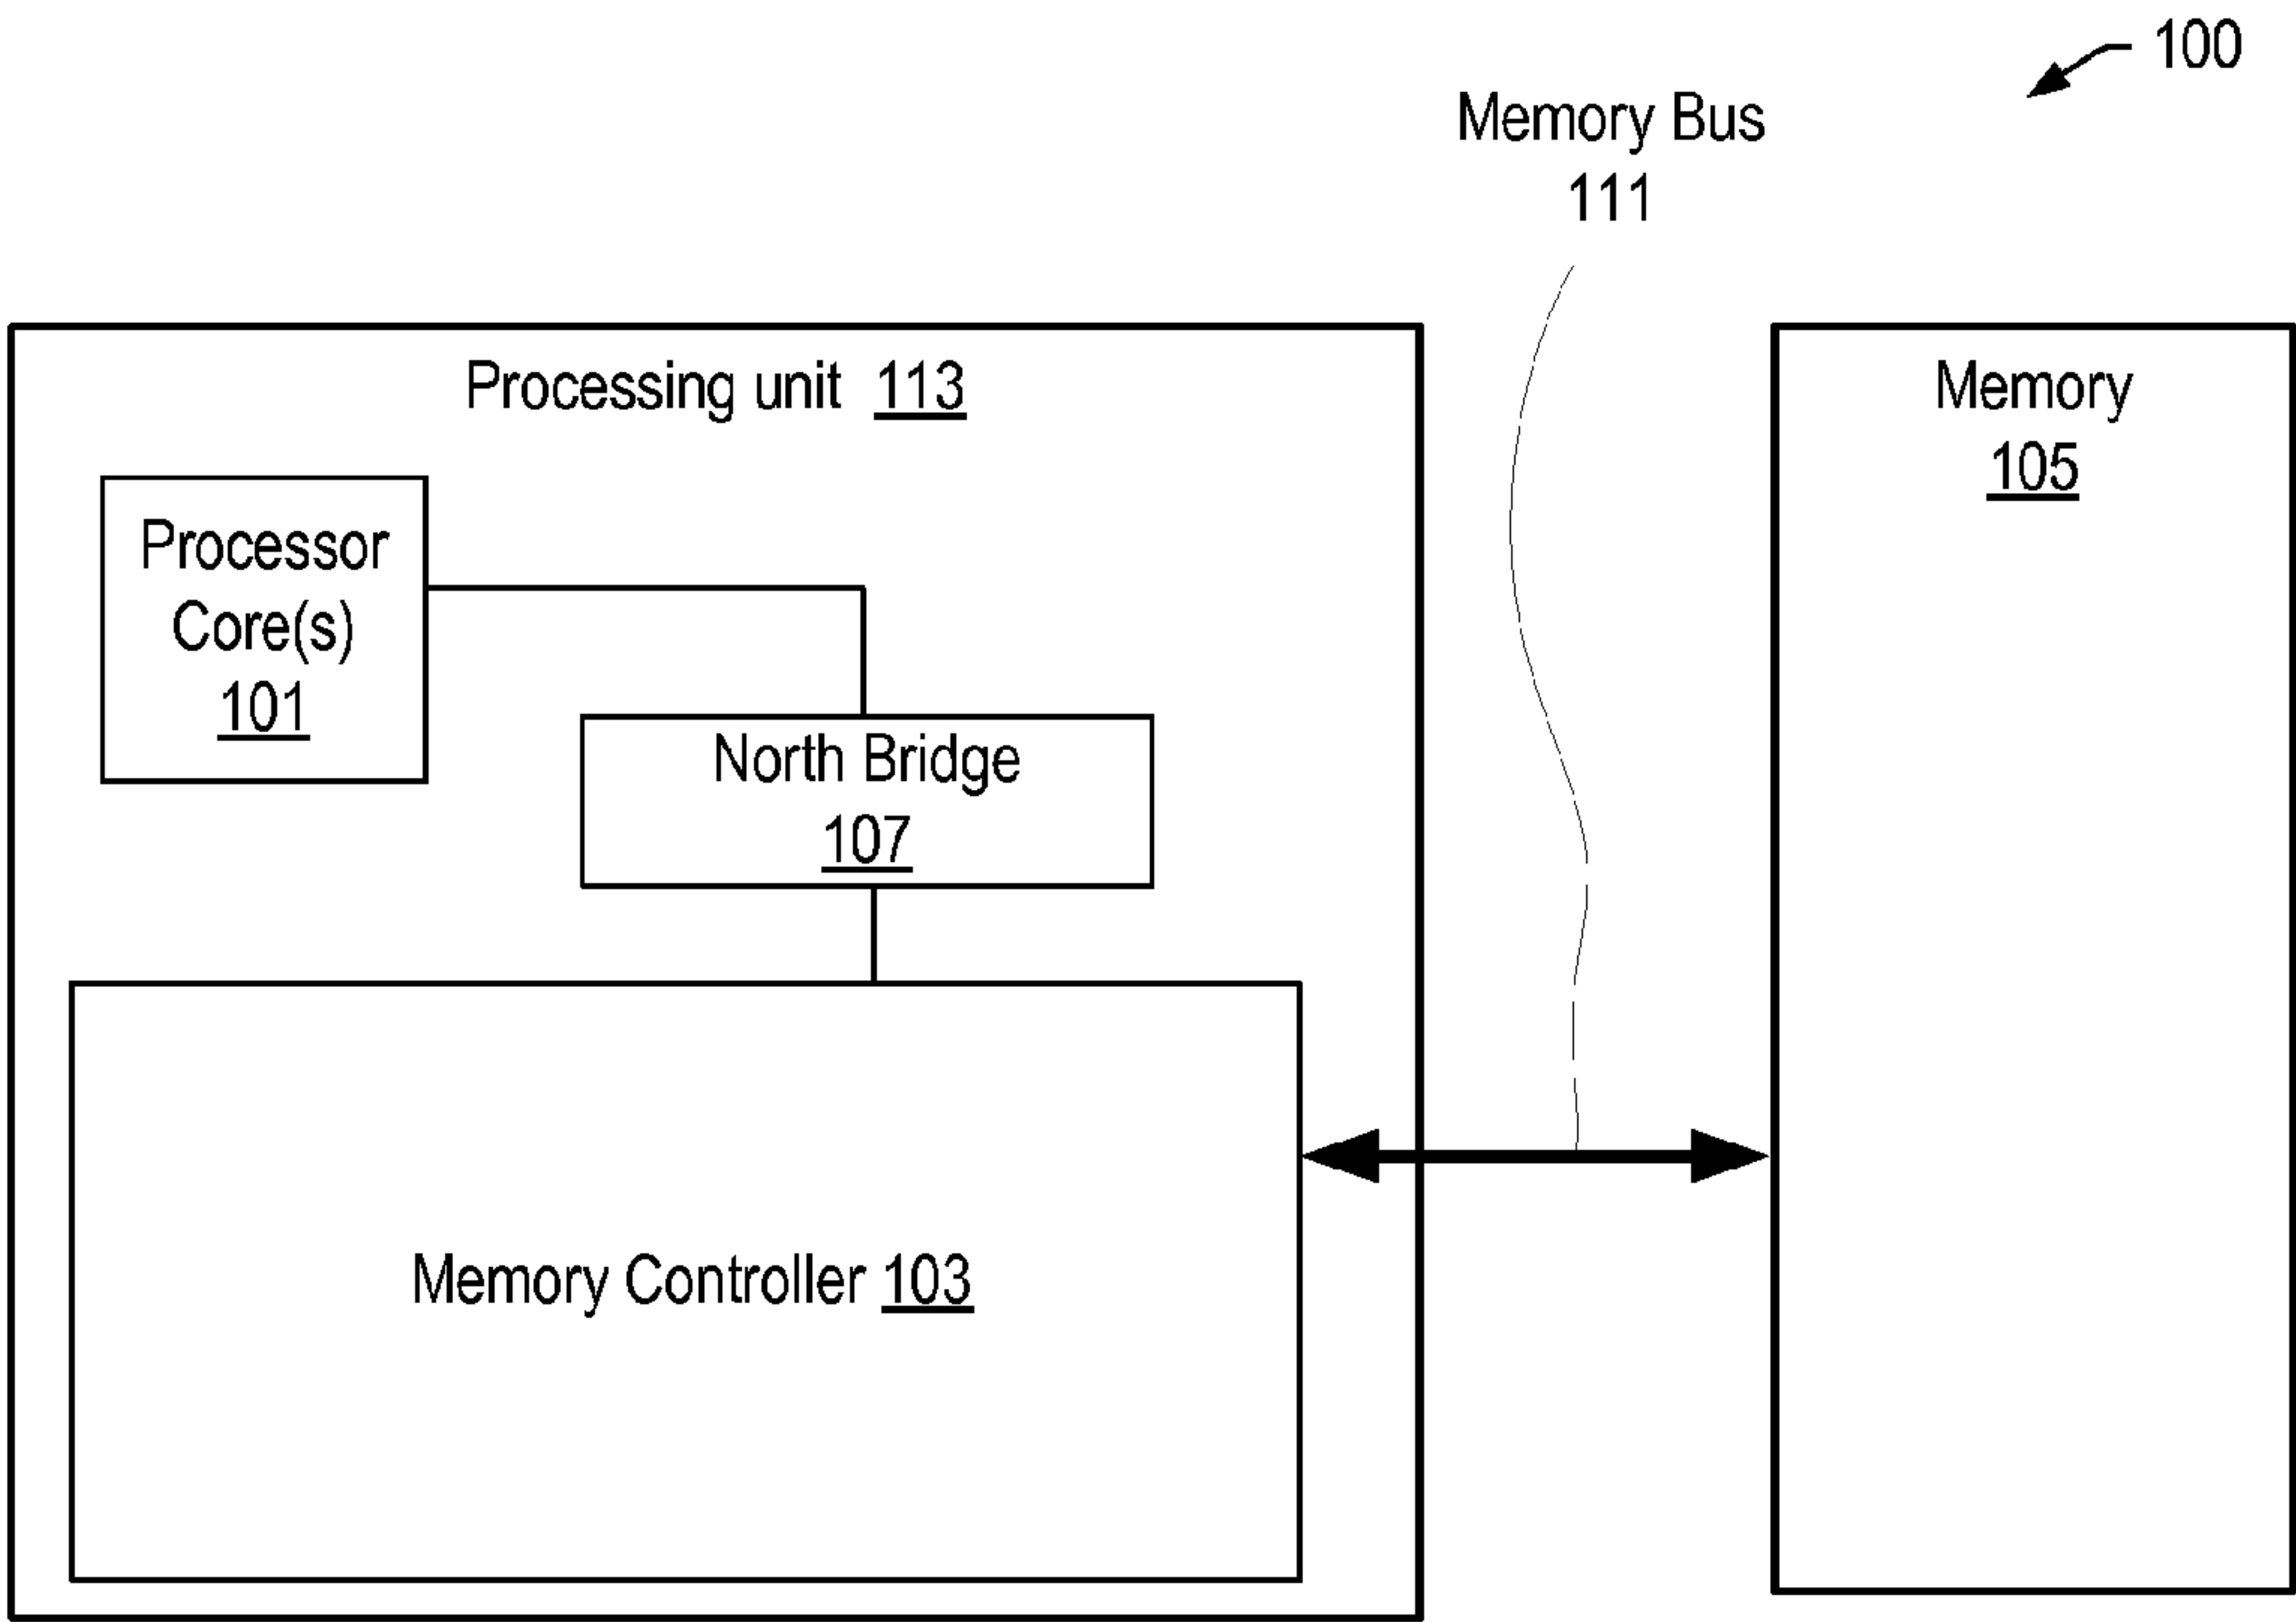 100
Memory Bus
111
Processing unit 113
Memory
105
Processor
Core(s)
101
North Bridge
107
Memory Controller 103